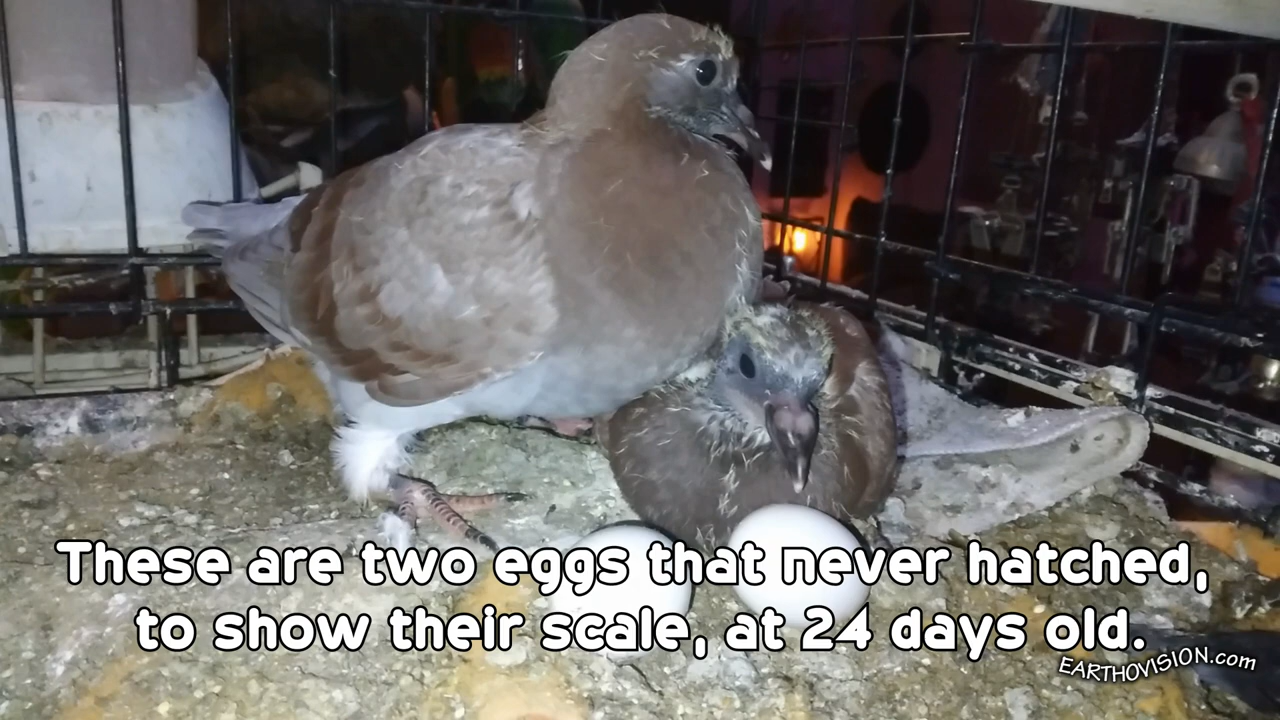 These are two eggs that never hatched,
to show their scale, at 24 days old.
EARTHOVISION.com